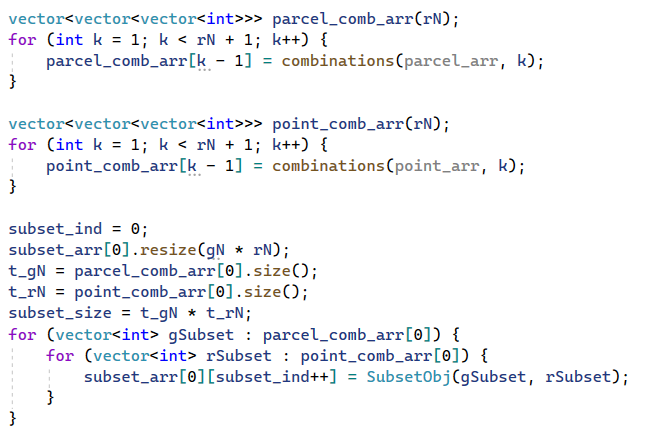 vector<vector<vector<int>>> parcel_comb_arr(rN);
for (int k = 1; k < rN + 1; k++) {
    parcel_comb_arr[k - 1] = combinations(parcel_arr, k);
}

vector<vector<vector<int>>> point_comb_arr(rN);
for (int k = 1; k < rN + 1; k++) {
    point_comb_arr[k - 1] = combinations(point_arr, k);
}

subset_ind = 0;
subset_arr[0].resize(gN * rN);
t_gN = parcel_comb_arr[0].size();
t_rN = point_comb_arr[0].size();
subset_size = t_gN * t_rN;
for (vector<int> gSubset : parcel_comb_arr[0]) {
    for (vector<int> rSubset : point_comb_arr[0]) {
        subset_arr[0][subset_ind++] = SubsetObj(gSubset, rSubset);
    }
}